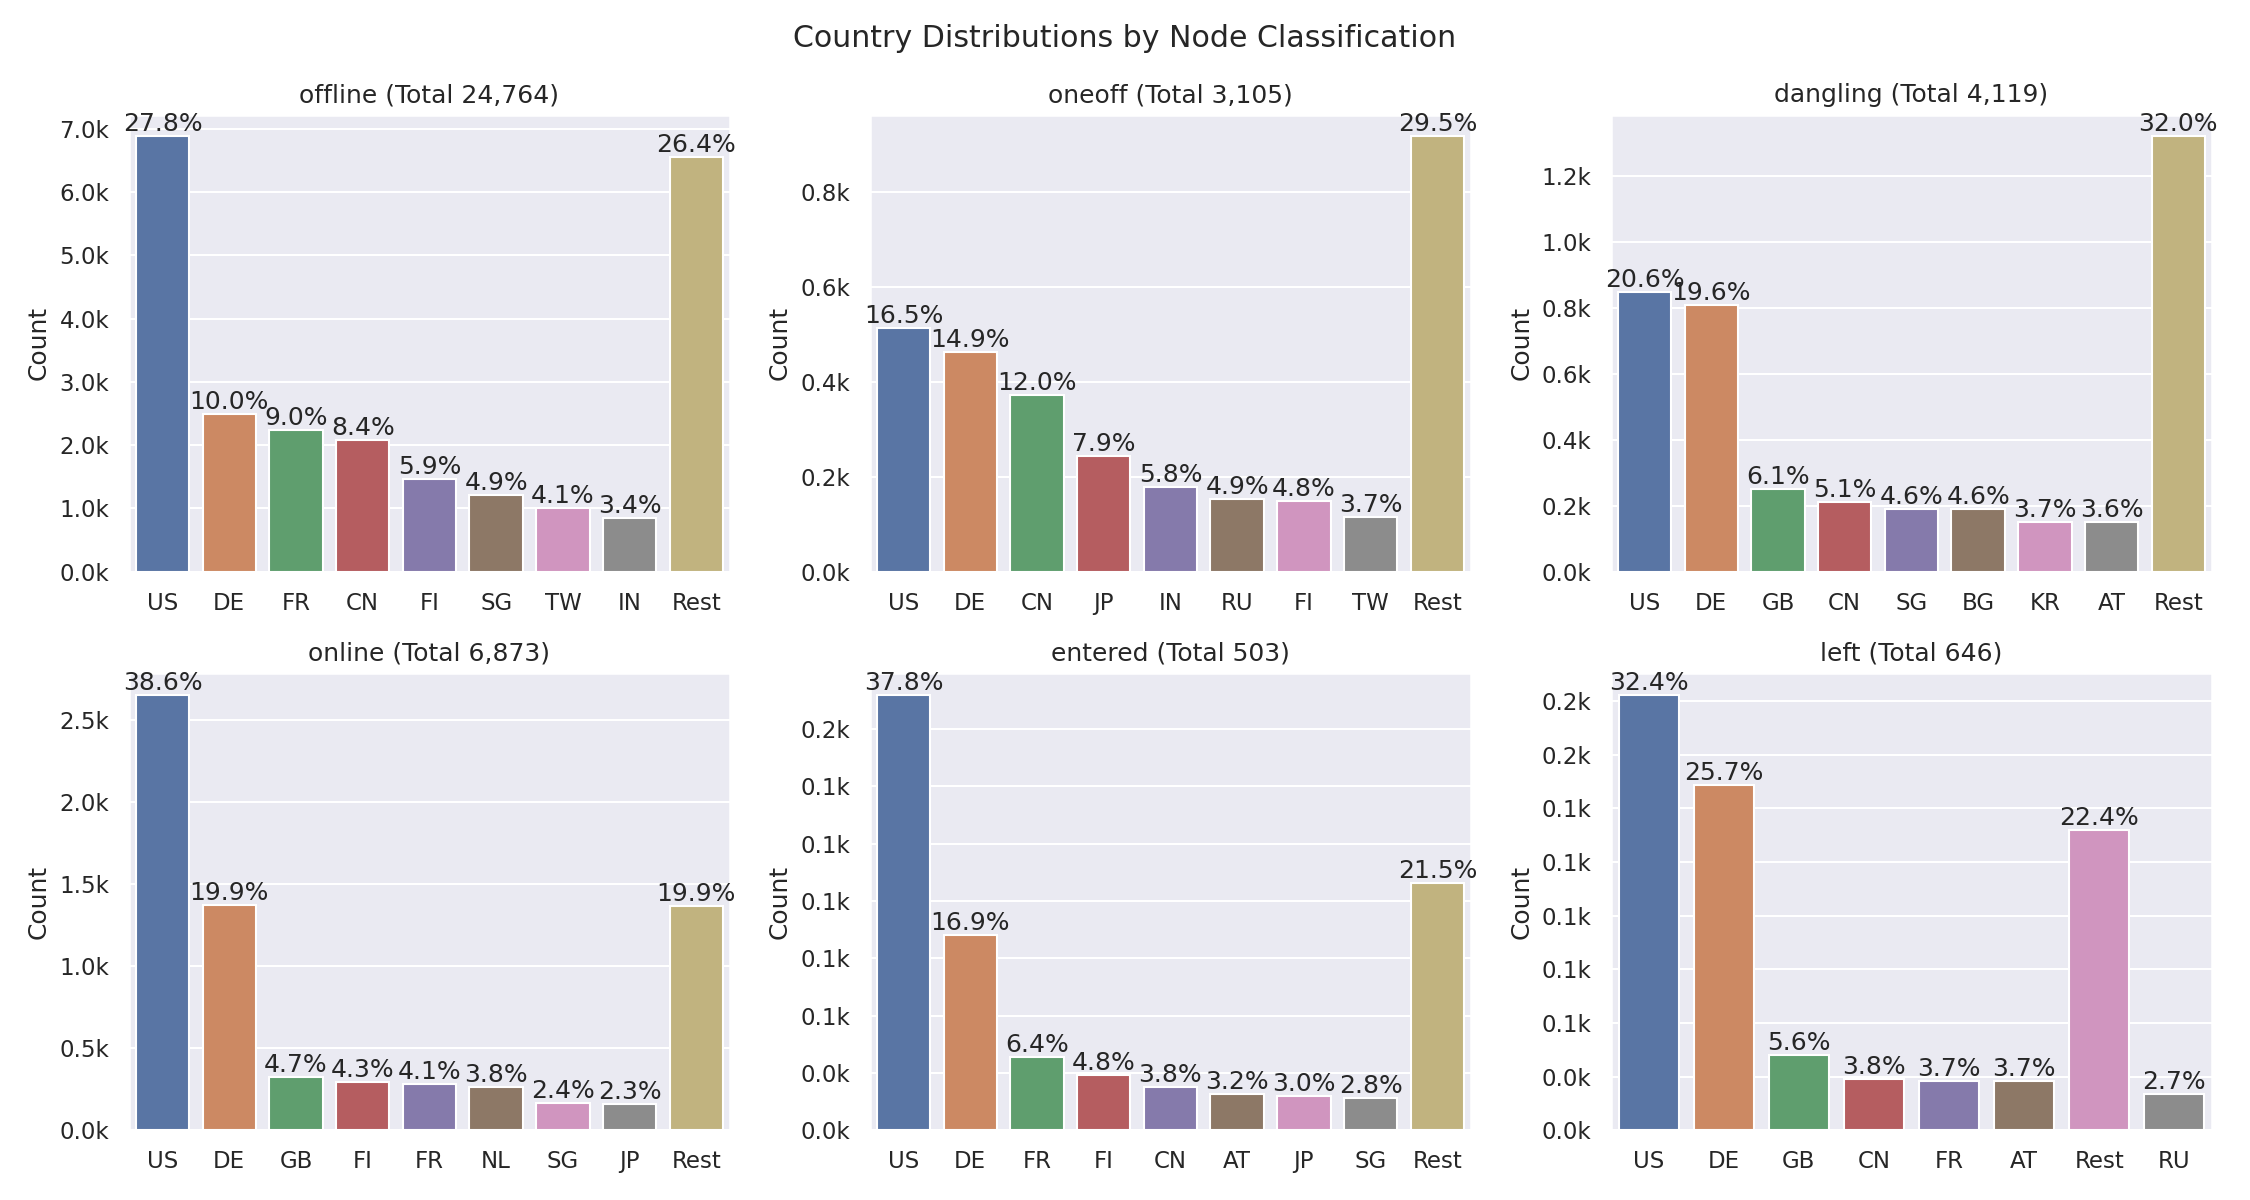 Country Distributions by Node Classification
offline (Total 24,764)
Count
7.0k
6.0k
5.0k
4.0k
3.0k
2.0k
1.0k
0.0k
27.8%
10.0%
9.0%
8.4%
5.9%
4.9%
4.1%
3.4%
26.4%
US DE FR CN FI SG TW IN Rest
oneoff (Total 3,105)
Count
0.8k
0.6k
0.4k
0.2k
0.0k
16.5%
14.9%
12.0%
7.9%
5.8%
4.9%
4.8%
3.7%
29.5%
US DE CN JP IN RU FI TW Rest
dangling (Total 4,119)
Count
1.2k
1.0k
0.8k
0.6k
0.4k
0.2k
0.0k
20.6%
19.6%
6.1%
5.1%
4.6%
4.6%
3.7%
3.6%
32.0%
US DE GB CN SG BG KR AT Rest
online (Total 6,873)
Count
2.5k
2.0k
1.5k
1.0k
0.5k
0.0k
38.6%
19.9%
4.7%
4.3%
4.1%
3.8%
2.4%
2.3%
19.9%
US DE GB FI FR NL SG JP Rest
entered (Total 503)
Count
0.2k
0.1k
0.1k
0.1k
0.1k
0.1k
0.0k
0.0k
37.8%
16.9%
6.4%
4.8%
3.8%
3.2%
3.0%
2.8%
21.5%
US DE FR FI CN AT JP SG Rest
left (Total 646)
Count
0.2k
0.2k
0.1k
0.1k
0.1k
0.1k
0.1k
0.0k
0.0k
32.4%
25.7%
5.6%
3.8%
3.7%
3.7%
22.4%
2.7%
US DE GB CN FR AT Rest RU